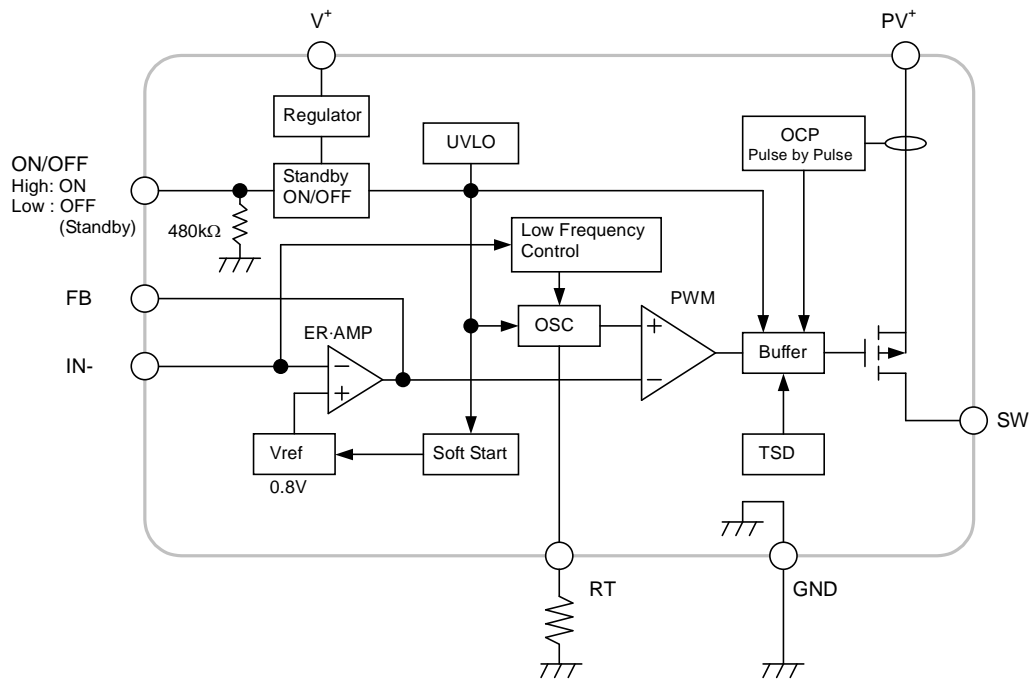 V+
PV+
Regulator
UVLO
OCP
Pulse by Pulse
ON/OFF
High: ON
Low : OFF
(Standby)
Standby
ON/OFF
480kΩ
Low Frequency
Control
FB
PWM
ER·AMP
OSC
+
Buffer
IN-
−
+
−
SW
Vref
Soft Start
TSD
0.8V
RT
GND